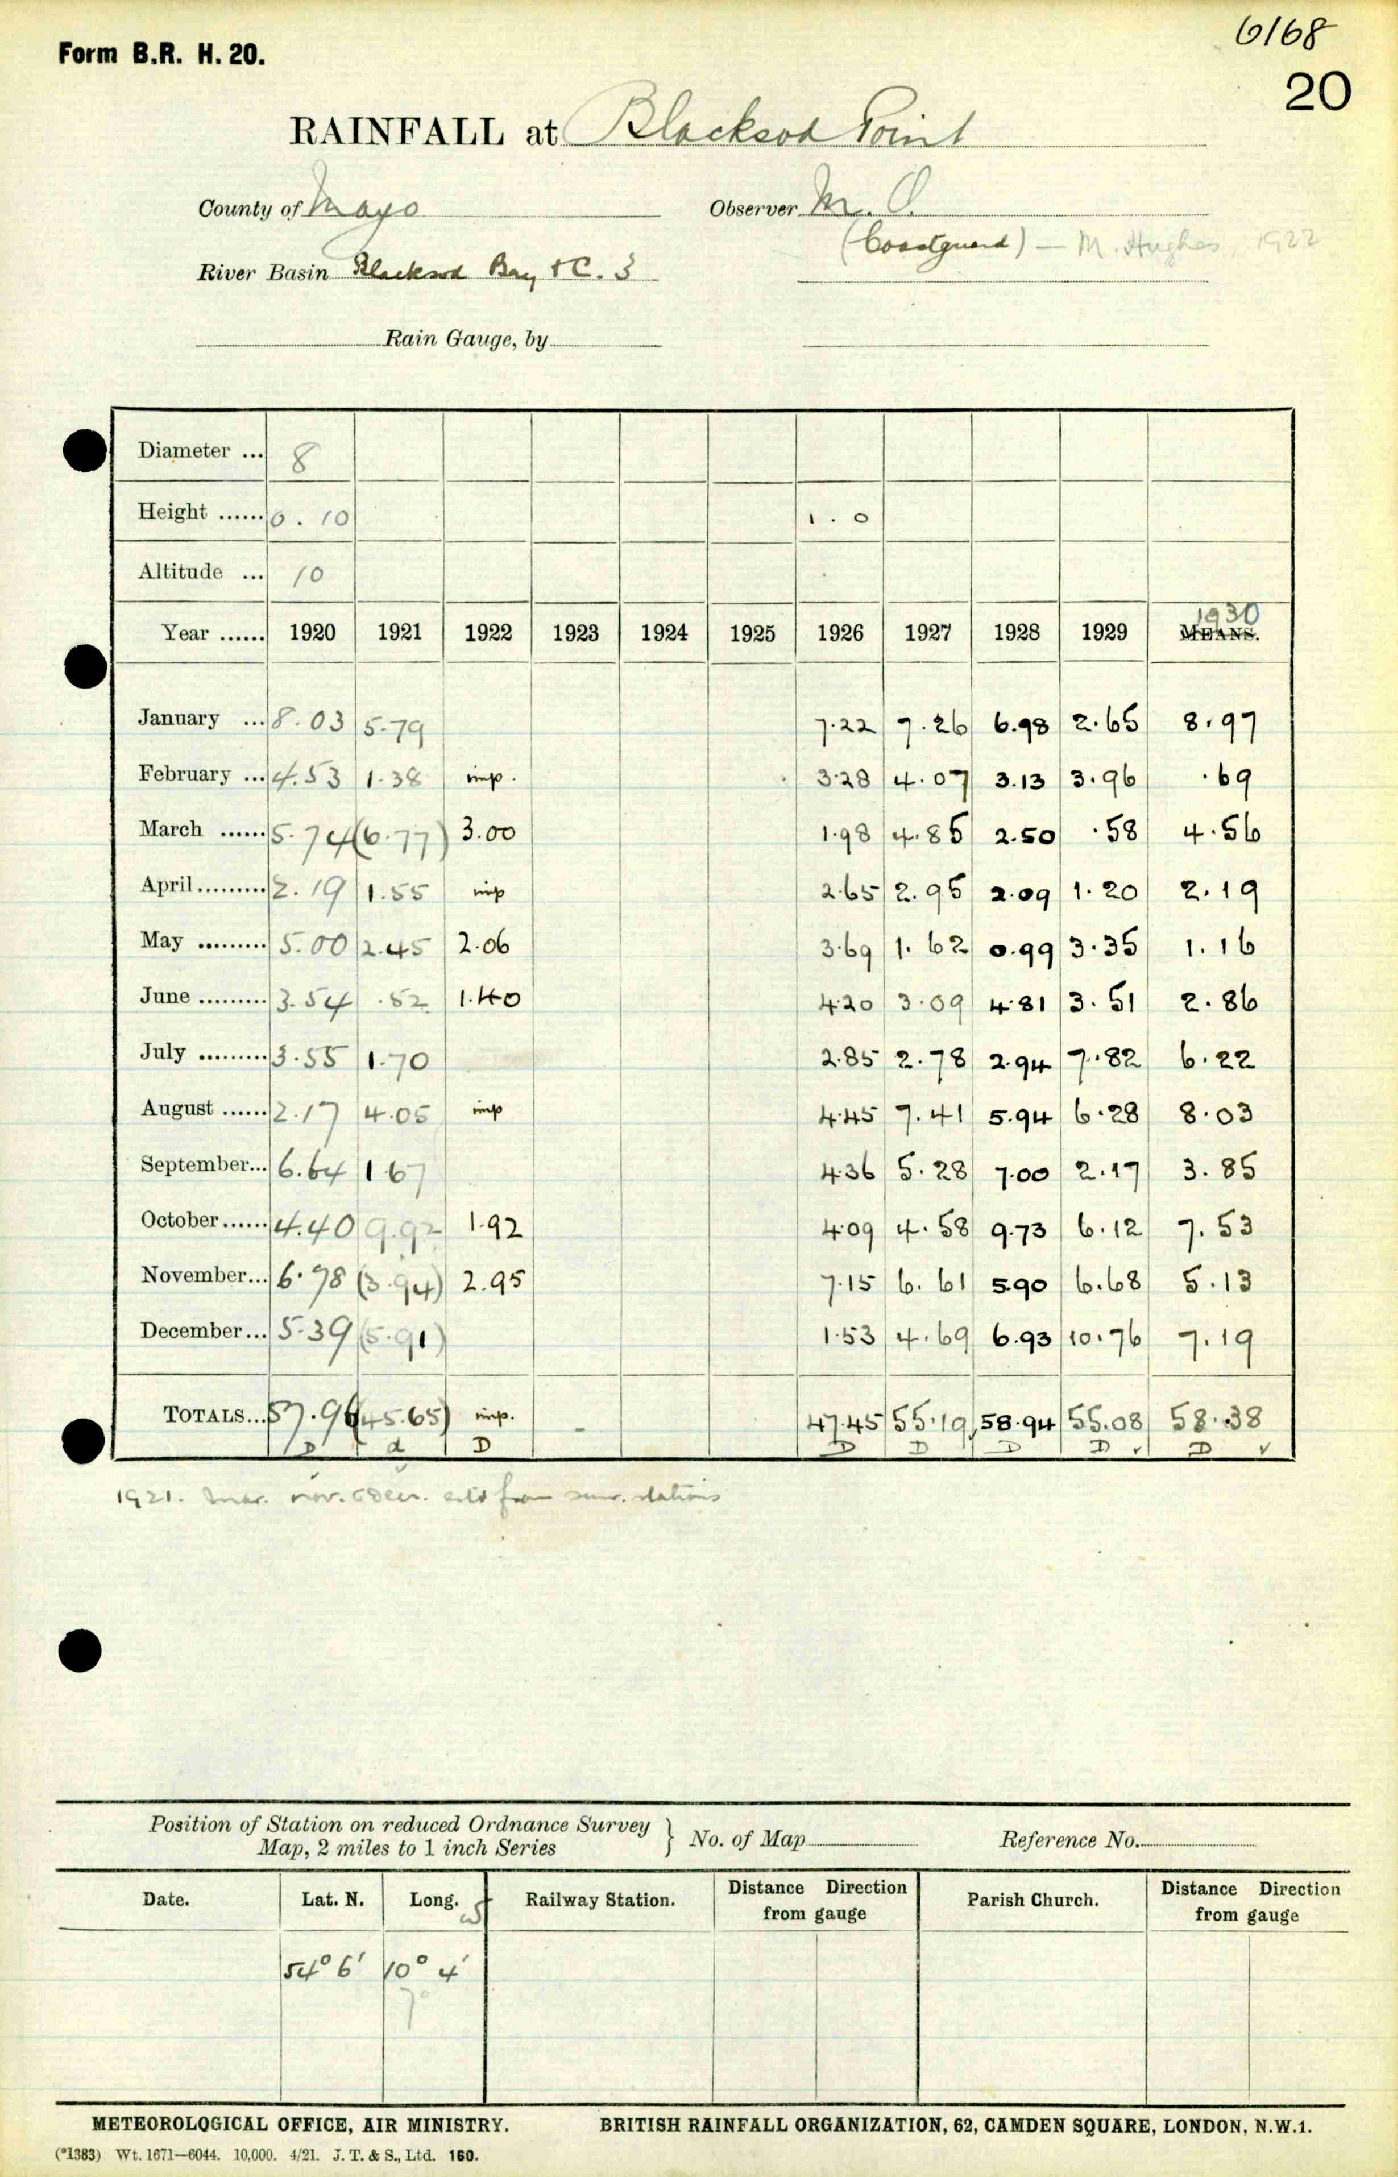 6168
Form B.R. H. 20.
20
RAINFALL at Blacksod Point
County of Mayo Observer M. O.
(Coastguard) — M. Hughes, 1922
River Basin Blacksod Bay &C. 3
Rain Gauge, by
Diameter ... 8
Height ...... 0.10 1.0
Altitude ... 10
Year ...... 1920 1921 1922 1923 1924 1925 1926 1927 1928 1929 MEANS. 1930
January ... 8.03 5.79 7.22 7.26 6.98 2.65 8.97
February ... 4.53 1.38 imp. 3.28 4.07 3.13 3.96 .69
March ...... 5.74 (6.77) 3.00 1.98 4.85 2.50 .58 4.56
April ......... 2.19 1.55 imp 2.65 2.95 2.09 1.20 2.19
May ......... 5.00 2.45 2.06 3.69 1.62 0.99 3.35 1.16
June ......... 3.54 .52 1.40 4.20 3.09 4.81 3.51 2.86
July ......... 3.55 1.70 2.85 2.78 2.94 7.82 6.22
August ...... 2.17 4.05 imp 4.45 7.41 5.94 6.28 8.03
September... 6.64 1.67 4.36 5.28 7.00 2.17 3.85
October...... 4.40 9.92 1.92 4.09 4.58 9.73 6.12 7.53
November... 6.78 (3.94) 2.95 7.15 6.61 5.90 6.68 5.13
December... 5.39 (5.91) 1.53 4.69 6.93 10.76 7.19
TOTALS... 57.96 (45.65) imp. - 47.45 55.19 58.94 55.08 58.38
D d D D D D D ✓ D ✓
1921. Mar. Nov. & Dec. estd from surr. stations
Position of Station on reduced Ordnance Survey
Map, 2 miles to 1 inch Series } No. of Map Reference No.
Date. Lat. N. Long. W Railway Station. Distance Direction from gauge Parish Church. Distance Direction from gauge
54° 6' 10° 4'
7°
METEOROLOGICAL OFFICE, AIR MINISTRY. BRITISH RAINFALL ORGANIZATION, 62, CAMDEN SQUARE, LONDON, N.W.1.
(*1383) Wt. 1671—6044. 10,000. 4/21. J. T. & S., Ltd. 160.